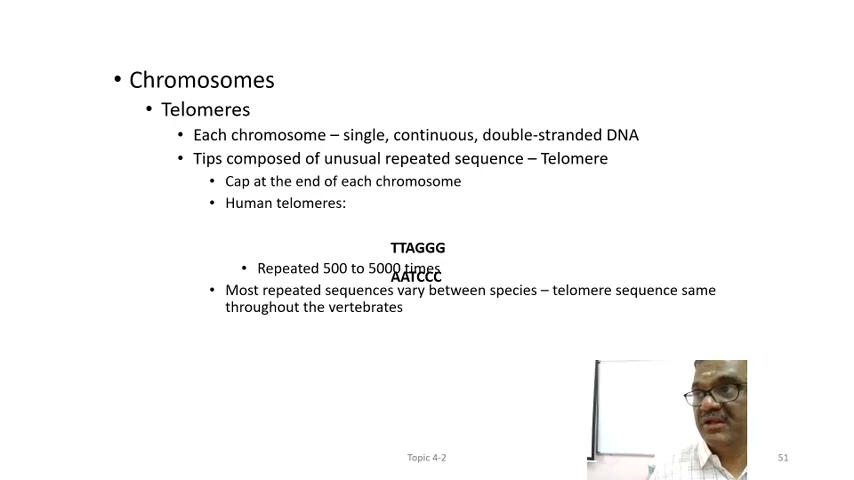 • Chromosomes
• Telomeres
• Each chromosome – single, continuous, double-stranded DNA
• Tips composed of unusual repeated sequence – Telomere
• Cap at the end of each chromosome
• Human telomeres:
TTAGGG
• Repeated 500 to 5000 times
AATCCC
• Most repeated sequences vary between species – telomere sequence same
throughout the vertebrates
Topic 4-2
51